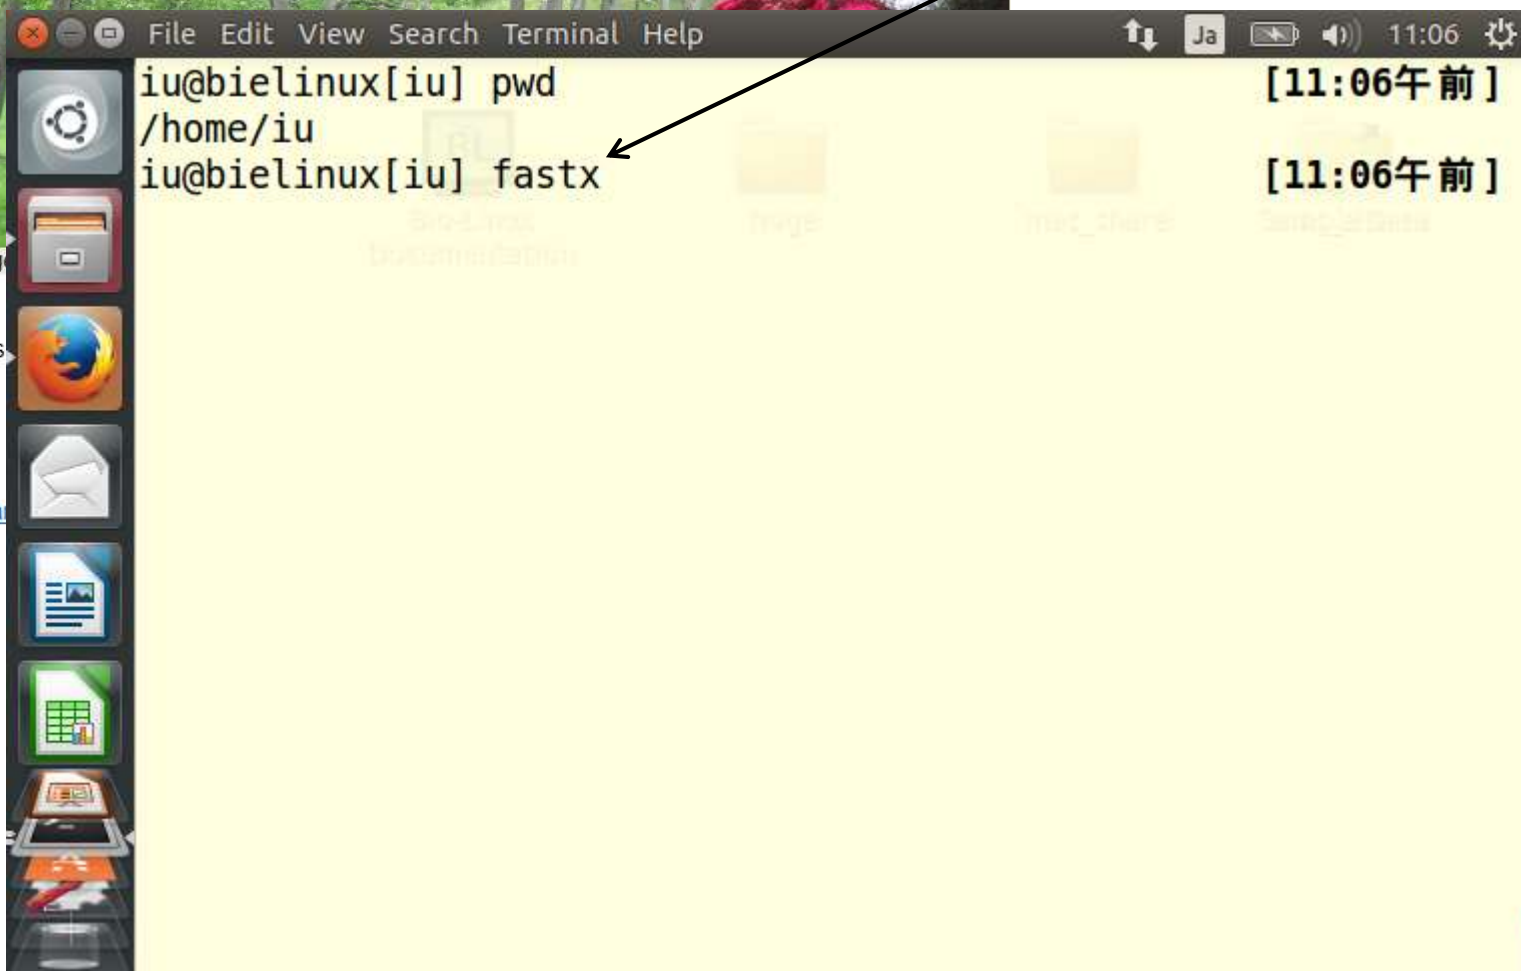 File Edit View Search Terminal Help Ja 11:06
iu@bielinux[iu] pwd [11:06午前]
/home/iu
iu@bielinux[iu] fastx [11:06午前]